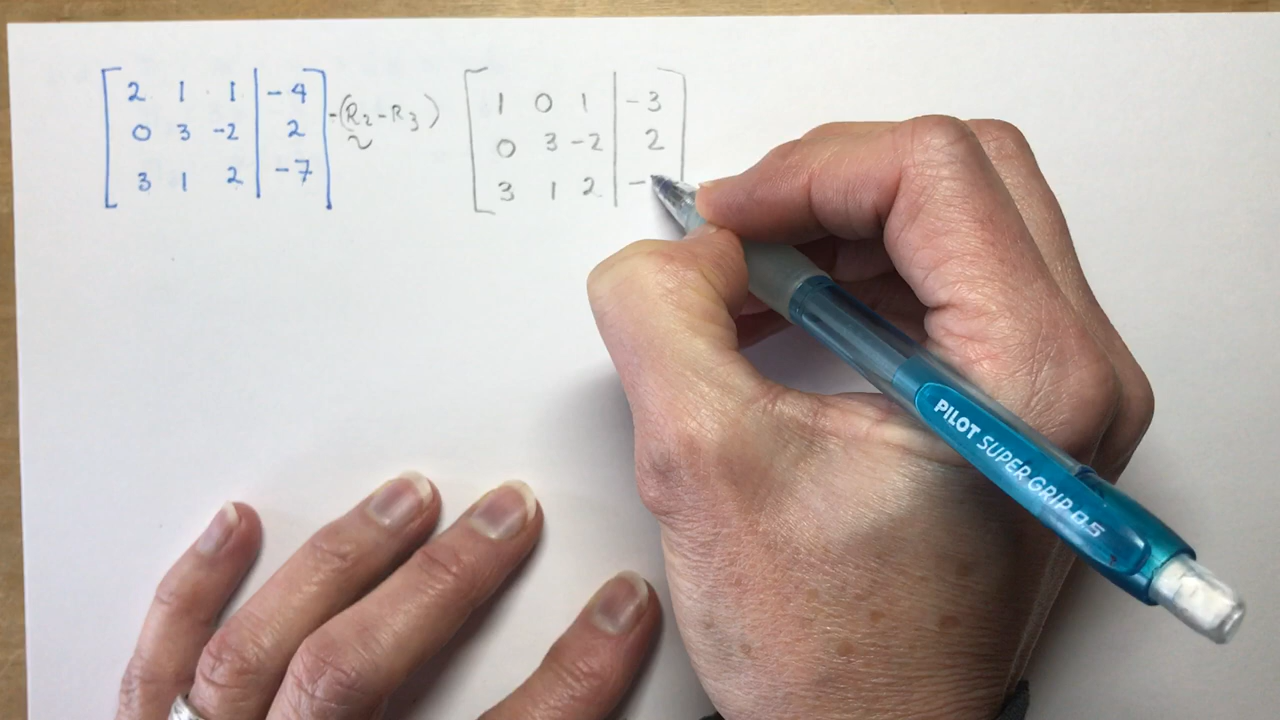 2 1 1 | -4 -(R2-R3) 1 0 1 | -3
0 3 -2 | 2 ~ 0 3 -2 | 2
3 1 2 | -7 3 1 2 | -
PILOT SUPER GRIP 0.5